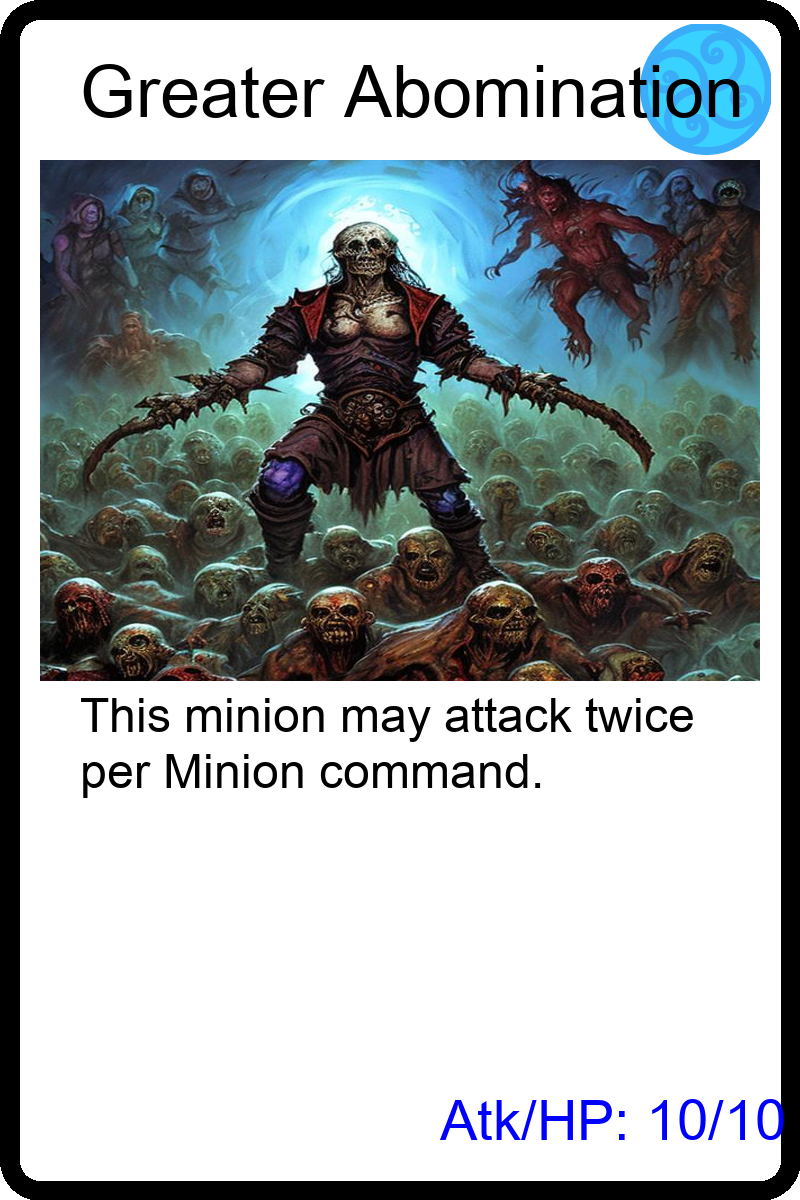 Greater Abomination
This minion may attack twice
per Minion command.
Atk/HP: 10/10